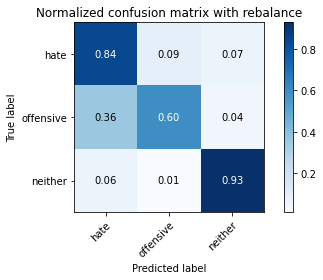 Normalized confusion matrix with rebalance
True label
hate
0.84 0.09 0.07
offensive
0.36 0.60 0.04
neither
0.06 0.01 0.93
hate
offensive
neither
Predicted label
0.8
0.6
0.4
0.2